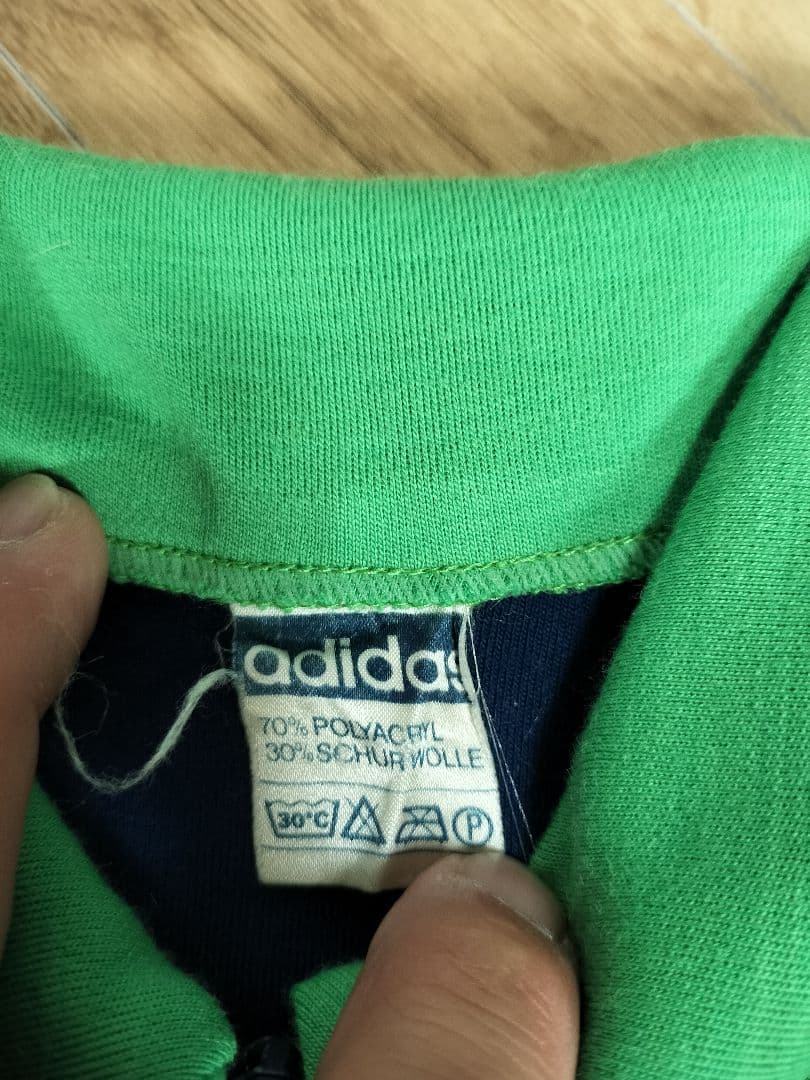 adidas
70% POLYACRYL
30% SCHURWOLLE
30°C P